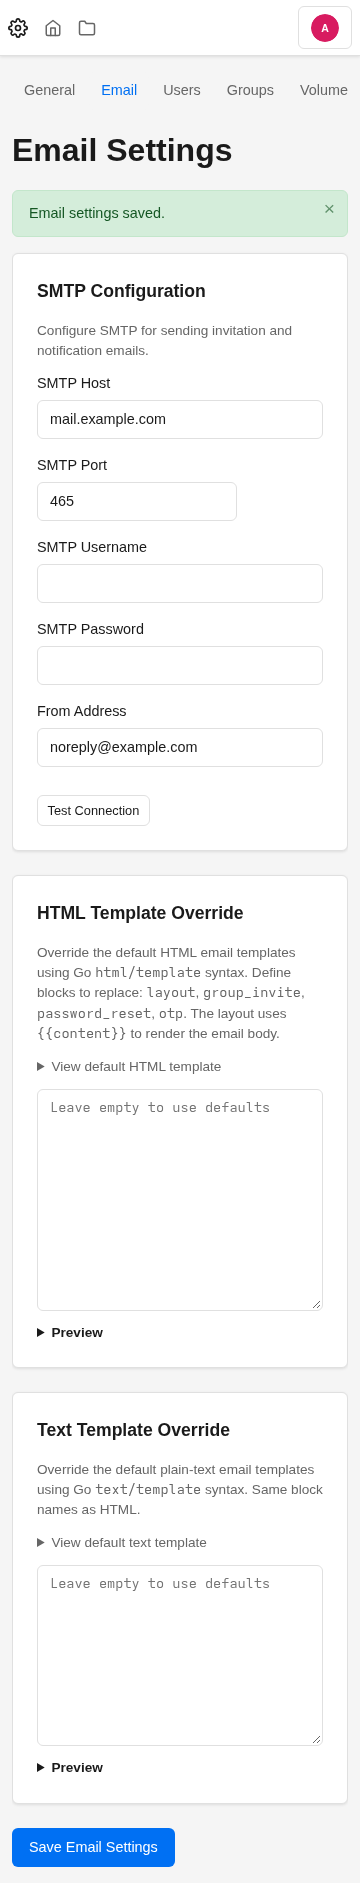 A
General Email Users Groups Volume
Email Settings
Email settings saved.
×
SMTP Configuration
Configure SMTP for sending invitation and
notification emails.
SMTP Host
mail.example.com
SMTP Port
465
SMTP Username
SMTP Password
From Address
noreply@example.com
Test Connection
HTML Template Override
Override the default HTML email templates
using Go html/template syntax. Define
blocks to replace: layout, group_invite,
password_reset, otp. The layout uses
{{content}} to render the email body.
View default HTML template
Leave empty to use defaults
Preview
Text Template Override
Override the default plain-text email templates
using Go text/template syntax. Same block
names as HTML.
View default text template
Leave empty to use defaults
Preview
Save Email Settings